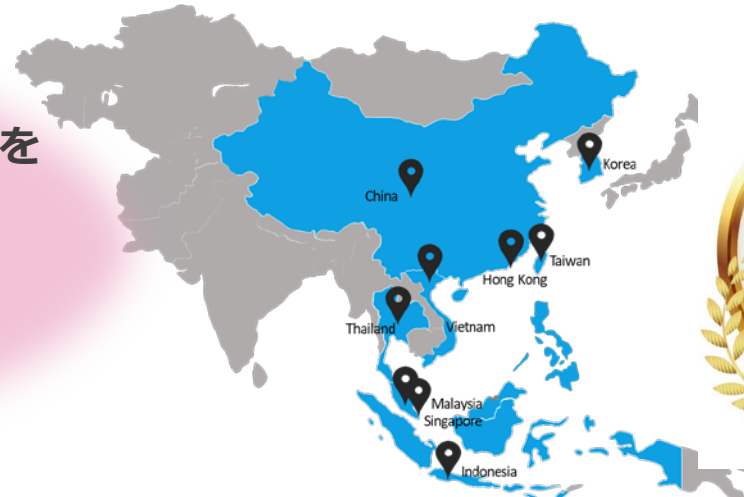 を
Korea
China
Taiwan
Hong Kong
Thailand
Vietnam
Malaysia
Singapore
Indonesia